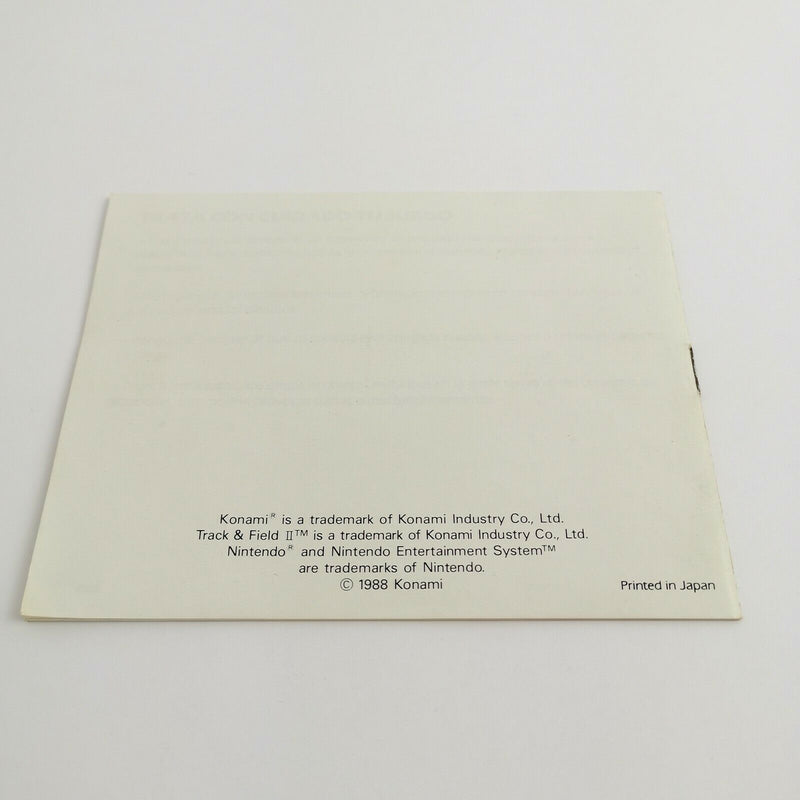 Konami® is a trademark of Konami Industry Co., Ltd.
Track & Field II™ is a trademark of Konami Industry Co., Ltd.
Nintendo® and Nintendo Entertainment System™
are trademarks of Nintendo.
© 1988 Konami
Printed in Japan